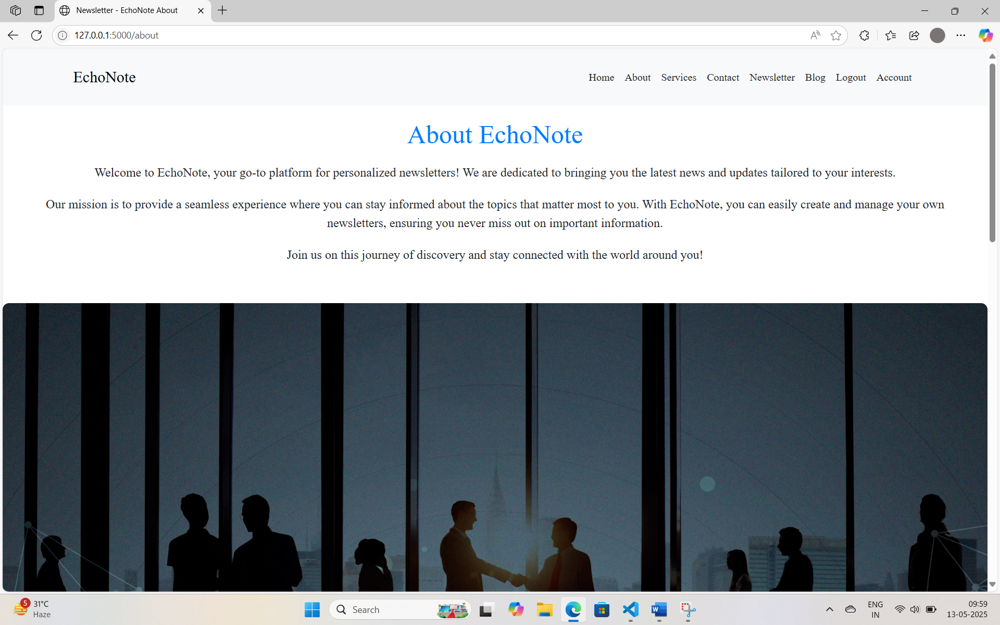 Newsletter - EchoNote About
127.0.0.1:5000/about
EchoNote
Home About Services Contact Newsletter Blog Logout Account
About EchoNote
Welcome to EchoNote, your go-to platform for personalized newsletters! We are dedicated to bringing you the latest news and updates tailored to your interests.
Our mission is to provide a seamless experience where you can stay informed about the topics that matter most to you. With EchoNote, you can easily create and manage your own
newsletters, ensuring you never miss out on important information.
Join us on this journey of discovery and stay connected with the world around you!
5
31°C
Haze
Search
ENG
IN
09:59
13-05-2025